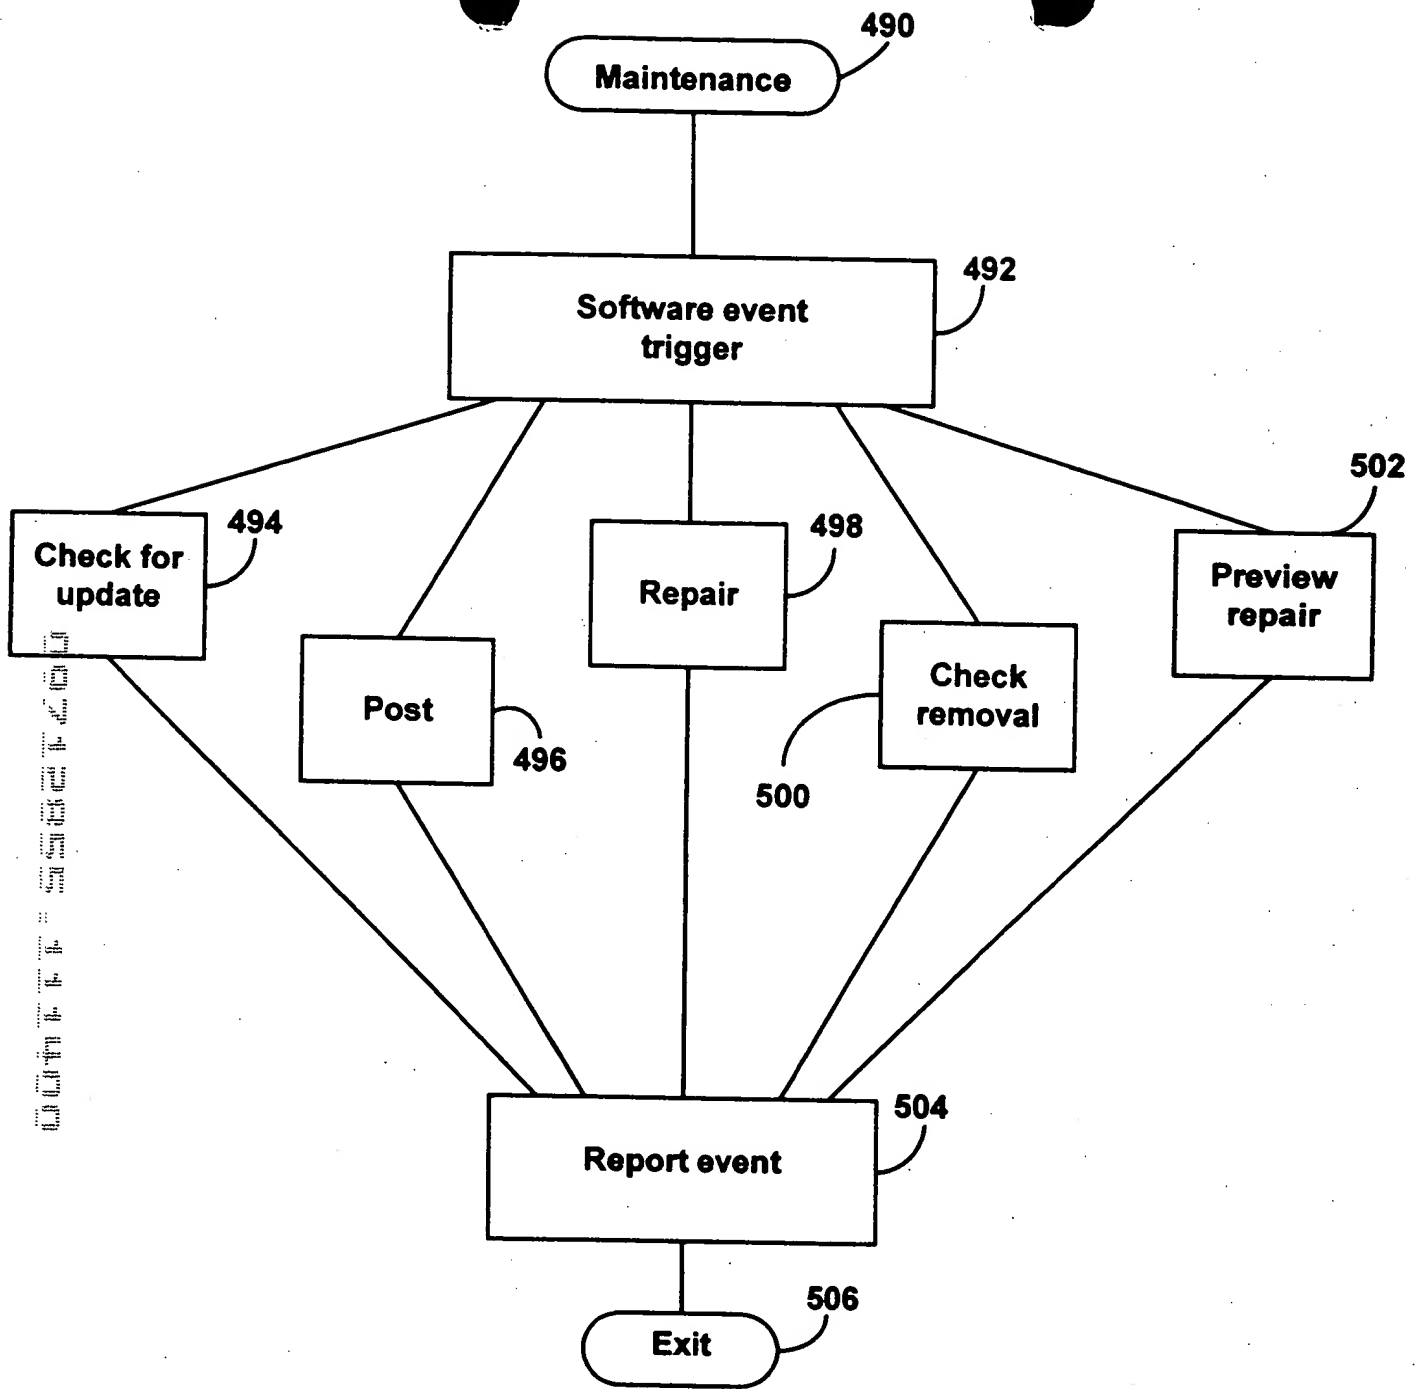 490
Maintenance
492
Software event
trigger
502
494
Check for
update
498
Repair
Preview
repair
Post
496
Check
removal
500
504
Report event
506
Exit